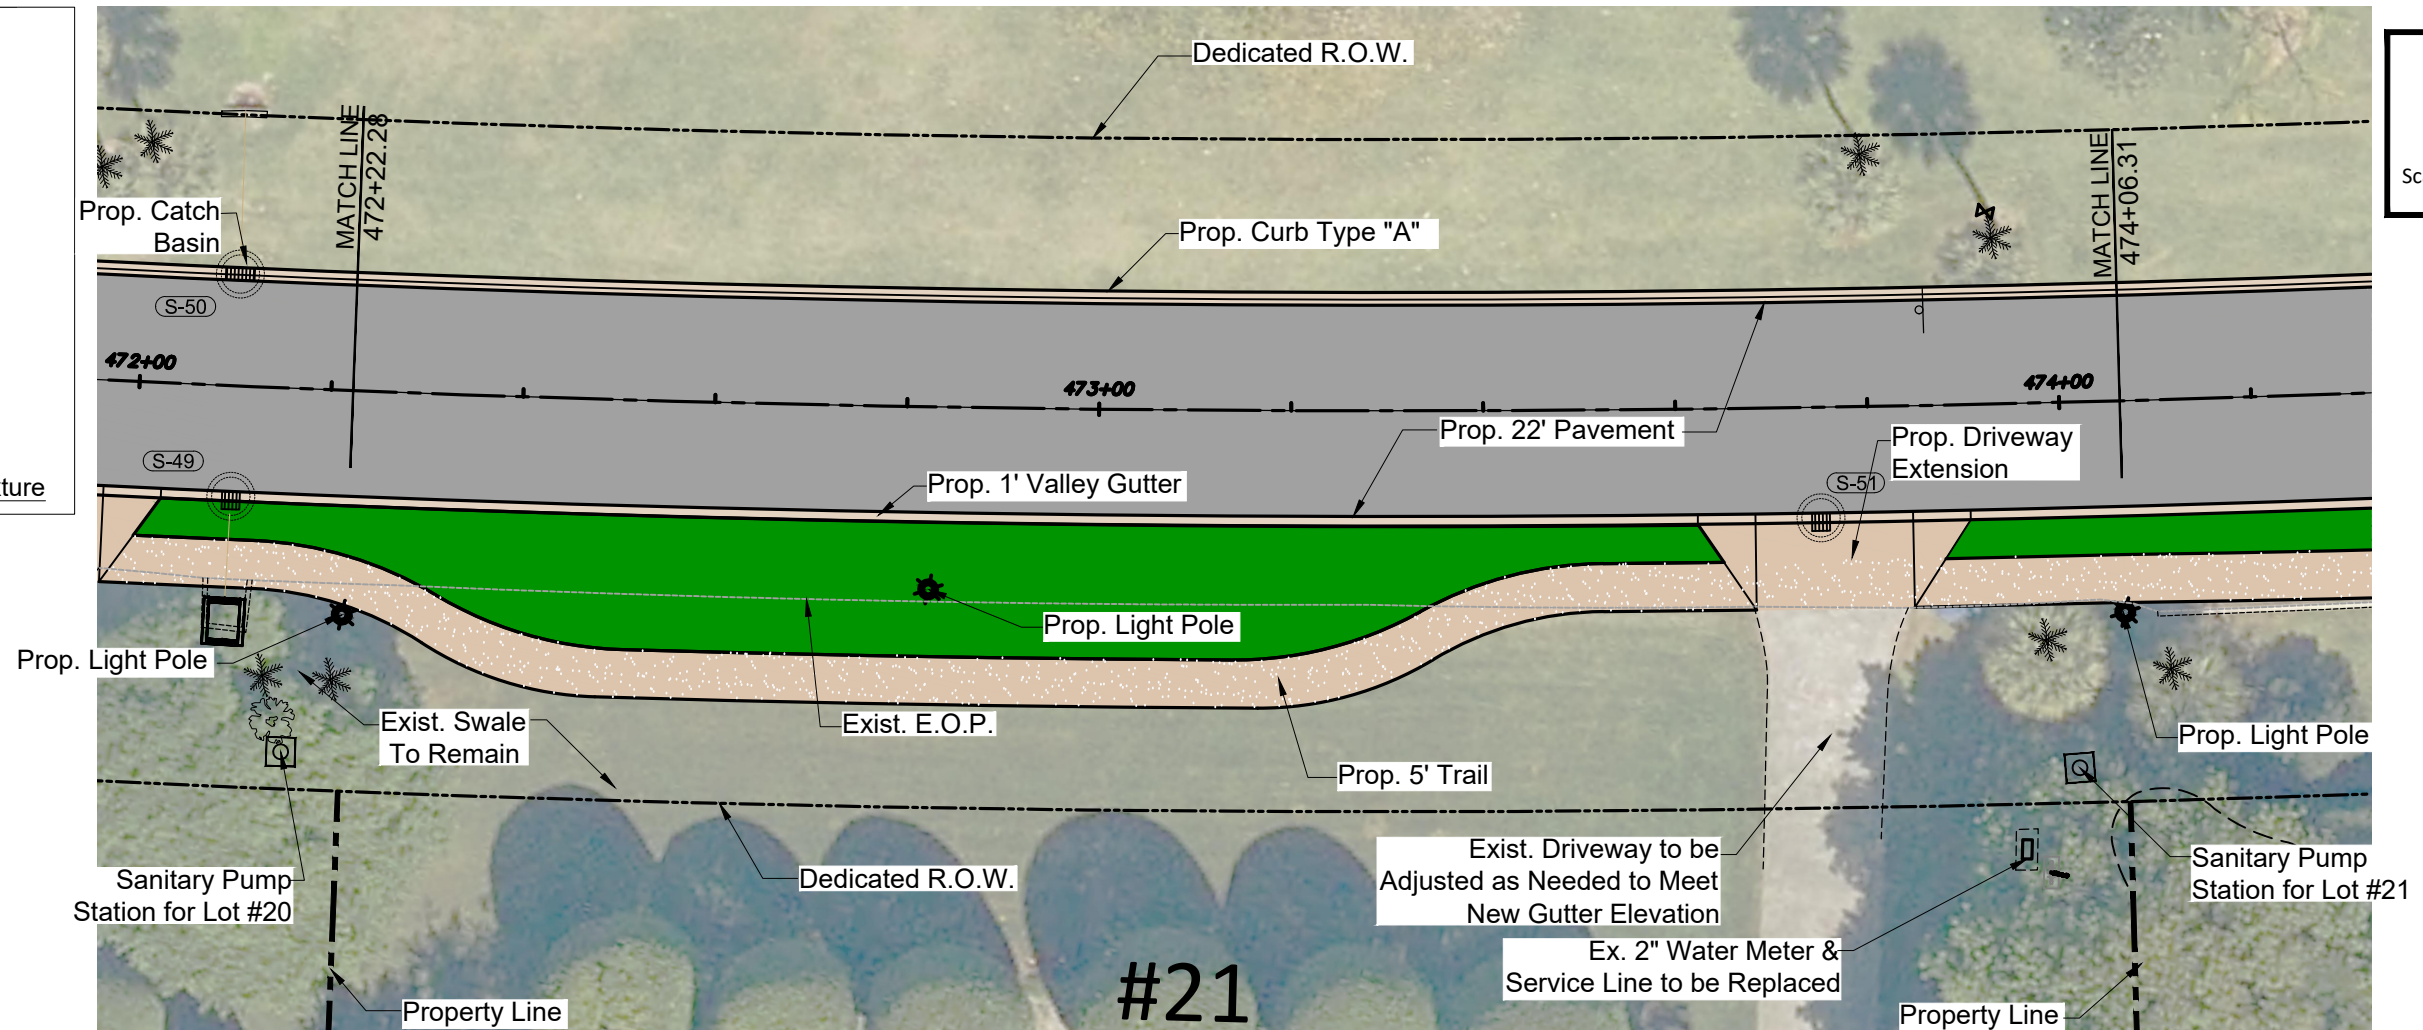 Dedicated R.O.W.
MATCH LINE
472+22.28
MATCH LINE
474+06.31
Sc
Prop. Catch
Basin
Prop. Curb Type "A"
S-50
472+00
473+00
474+00
Prop. 22' Pavement
Prop. Driveway
Extension
S-49
S-51
Prop. 1' Valley Gutter
ture
Prop. Light Pole
Prop. Light Pole
Exist. Swale
To Remain
Exist. E.O.P.
Prop. 5' Trail
Prop. Light Pole
Dedicated R.O.W.
Exist. Driveway to be
Adjusted as Needed to Meet
New Gutter Elevation
Sanitary Pump
Station for Lot #20
Sanitary Pump
Station for Lot #21
Ex. 2" Water Meter &
Service Line to be Replaced
#21
Property Line
Property Line